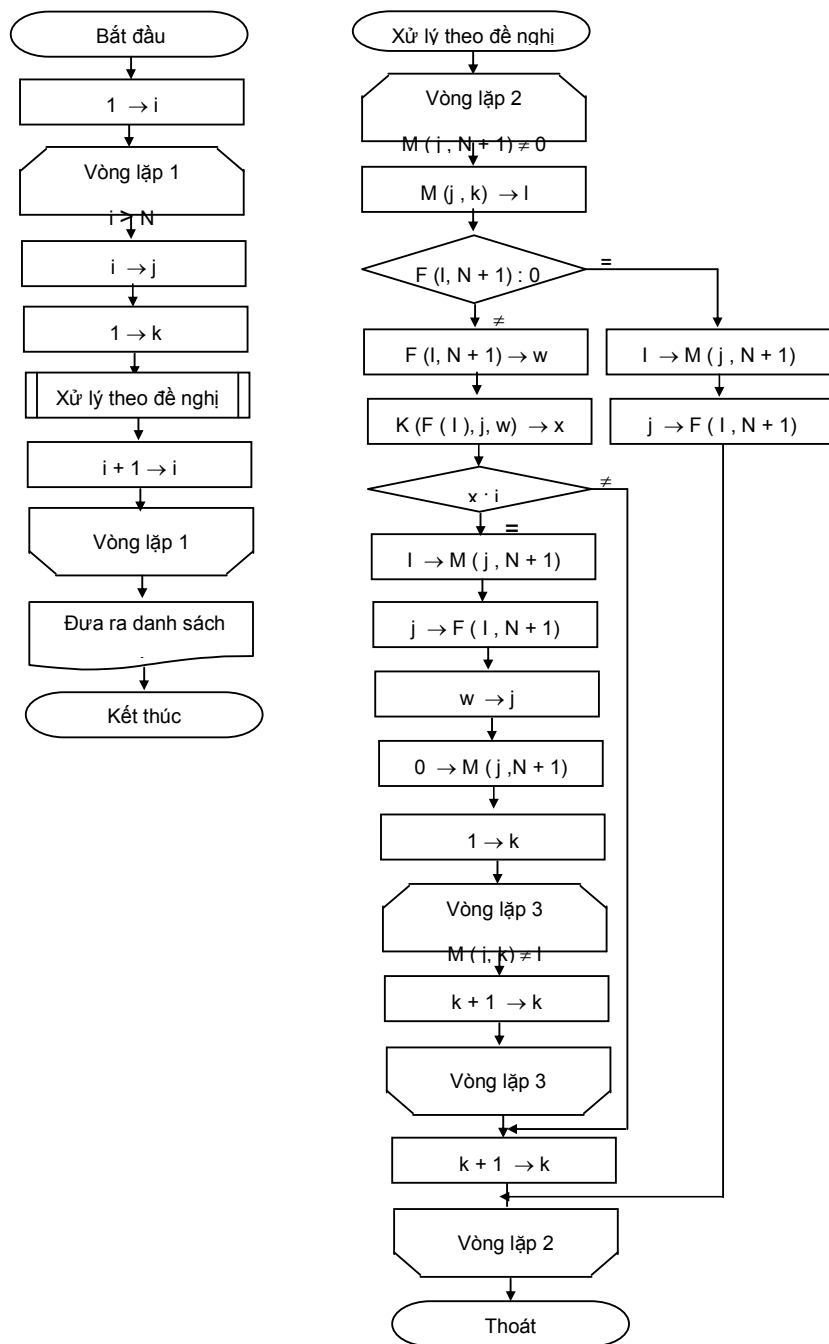 Bắt đầu
1 → i
Vòng lặp 1
i > N
i → j
1 → k
Xử lý theo đề nghị
i + 1 → i
Vòng lặp 1
Đưa ra danh sách
Kết thúc
Xử lý theo đề nghị
Vòng lặp 2
M ( j , N + 1) ≠ 0
M (j , k) → I
F (I, N + 1) : 0
=
≠
F (I, N + 1) → w
I → M ( j , N + 1)
K (F ( I ), j, w) → x
j → F ( I , N + 1)
x : j
≠
=
I → M ( j , N + 1)
j → F ( I , N + 1)
w → j
0 → M ( j ,N + 1)
1 → k
Vòng lặp 3
M ( j, k) ≠ I
k + 1 → k
Vòng lặp 3
k + 1 → k
Vòng lặp 2
Thoát